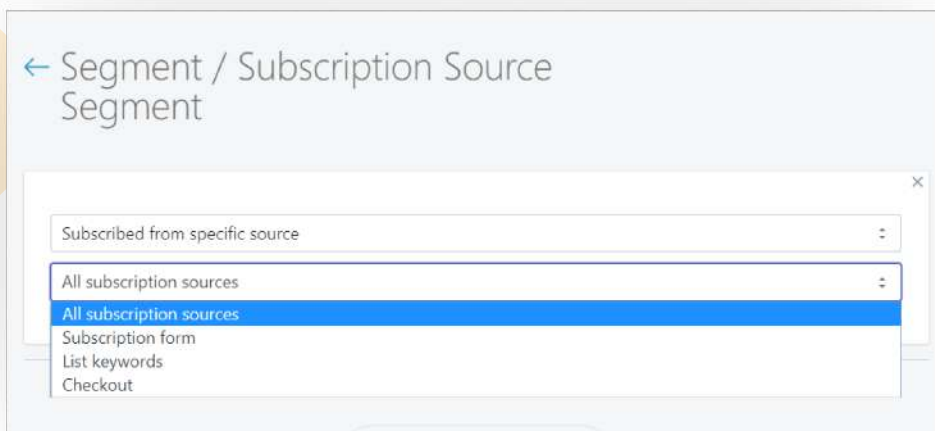 ← Segment / Subscription Source
Segment
×
Subscribed from specific source
All subscription sources
All subscription sources
Subscription form
List keywords
Checkout